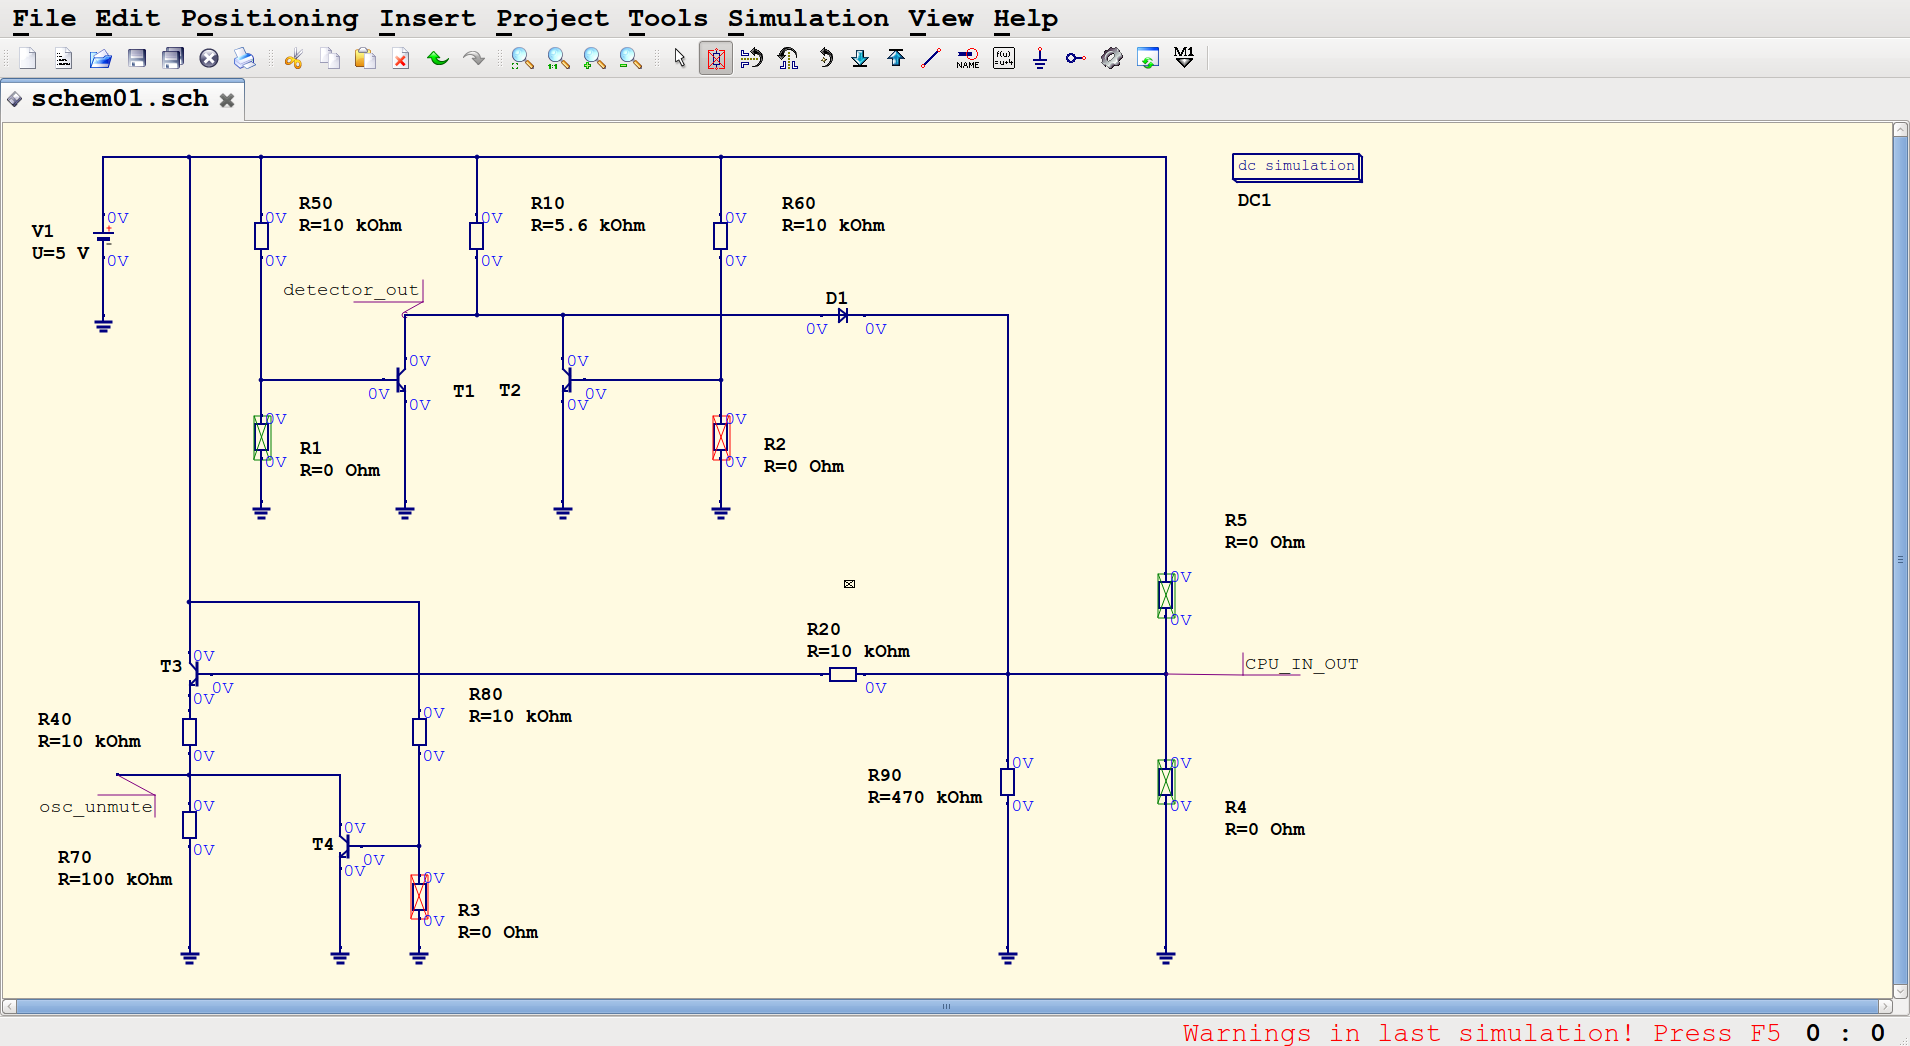 File Edit Positioning Insert Project Tools Simulation View Help
1:1 NAME f(u) =u+4 M1
schem01.sch
dc simulation
DC1
V1
U=5 V
0V
0V
R50
R=10 kOhm
0V
0V
R10
R=5.6 kOhm
0V
0V
R60
R=10 kOhm
0V
0V
detector_out
D1
0V 0V
0V
0V
0V
T1
T2
0V
0V
0V
0V
0V
R1
R=0 Ohm
0V
0V
R2
R=0 Ohm
R5
R=0 Ohm
0V
0V
R20
R=10 kOhm
0V
CPU_IN_OUT
T3
0V
0V
0V
R40
R=10 kOhm
0V
R80
R=10 kOhm
0V
0V
osc_unmute
0V
0V
R70
R=100 kOhm
T4
0V
0V
0V
0V
0V
R3
R=0 Ohm
R90
R=470 kOhm
0V
0V
0V
0V
R4
R=0 Ohm
Warnings in last simulation! Press F5 0 : 0